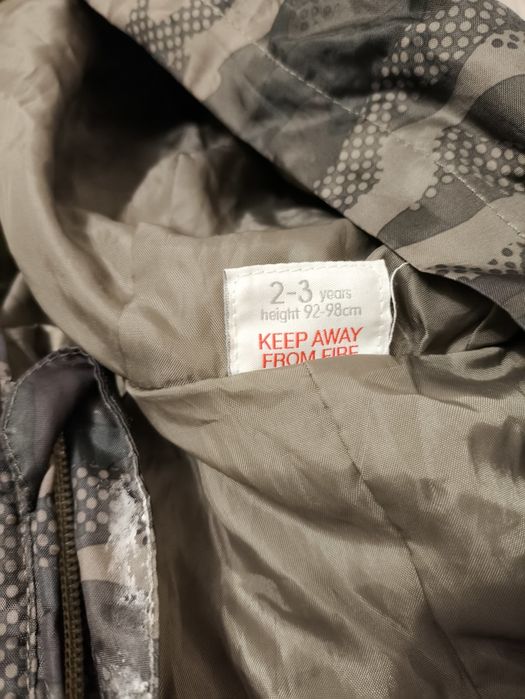 2-3 years
height 92-98cm
KEEP AWAY
FROM FIRE